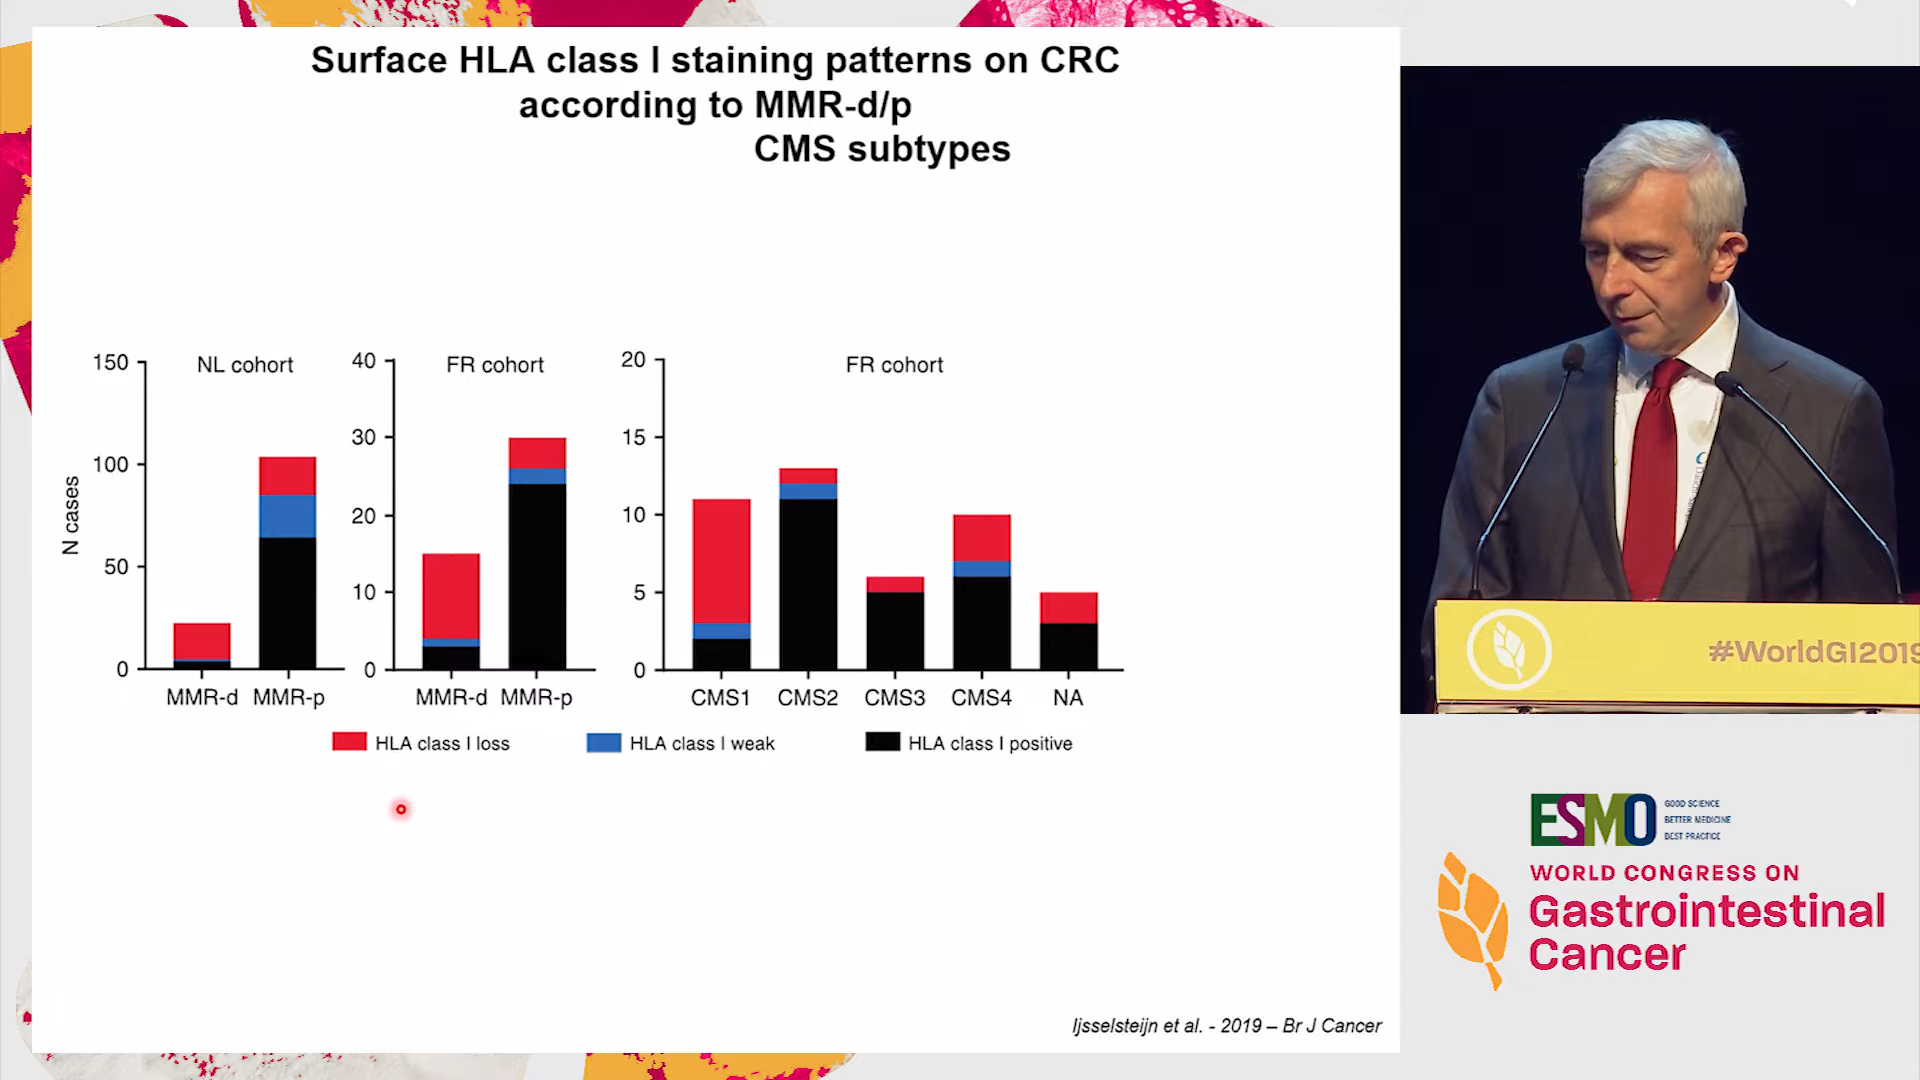 Surface HLA class I staining patterns on CRC
according to MMR-d/p
CMS subtypes
N cases
150
100
50
0
NL cohort
MMR-d MMR-p
40
30
20
10
0
FR cohort
MMR-d MMR-p
20
15
10
5
0
FR cohort
CMS1 CMS2 CMS3 CMS4 NA
HLA class I loss HLA class I weak HLA class I positive
Ijsselsteijn et al. - 2019 – Br J Cancer
#WorldGI2019
ESMO
GOOD SCIENCE
BETTER MEDICINE
BEST PRACTICE
WORLD CONGRESS ON
Gastrointestinal
Cancer